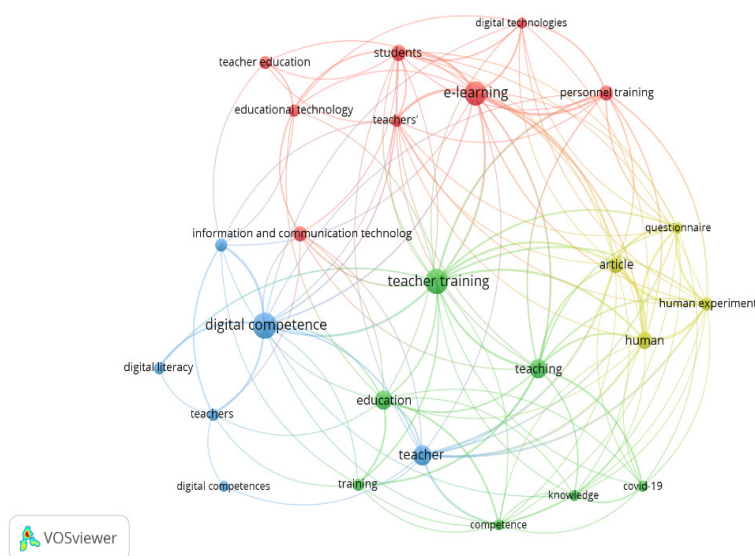 digital technologies
students
teacher education
e-learning
personnel training
educational technology
teachers'
questionnaire
information and communication technolog
article
teacher training
human experiment
digital competence
human
digital literacy
teaching
education
teachers
teacher
digital competences
training
covid-19
knowledge
competence
VOSviewer